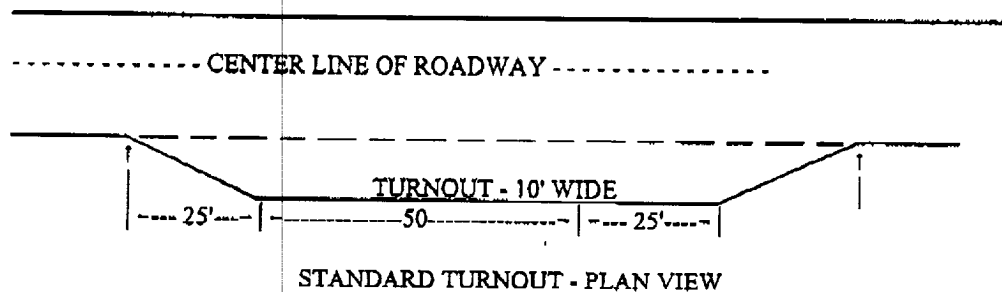 CENTER LINE OF ROADWAY
TURNOUT - 10' WIDE
25' 50 25'
STANDARD TURNOUT - PLAN VIEW